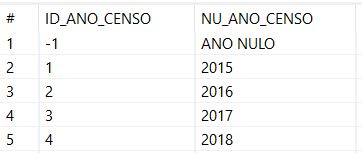 # ID_ANO_CENSO NU_ANO_CENSO
1 -1 ANO NULO
2 1 2015
3 2 2016
4 3 2017
5 4 2018